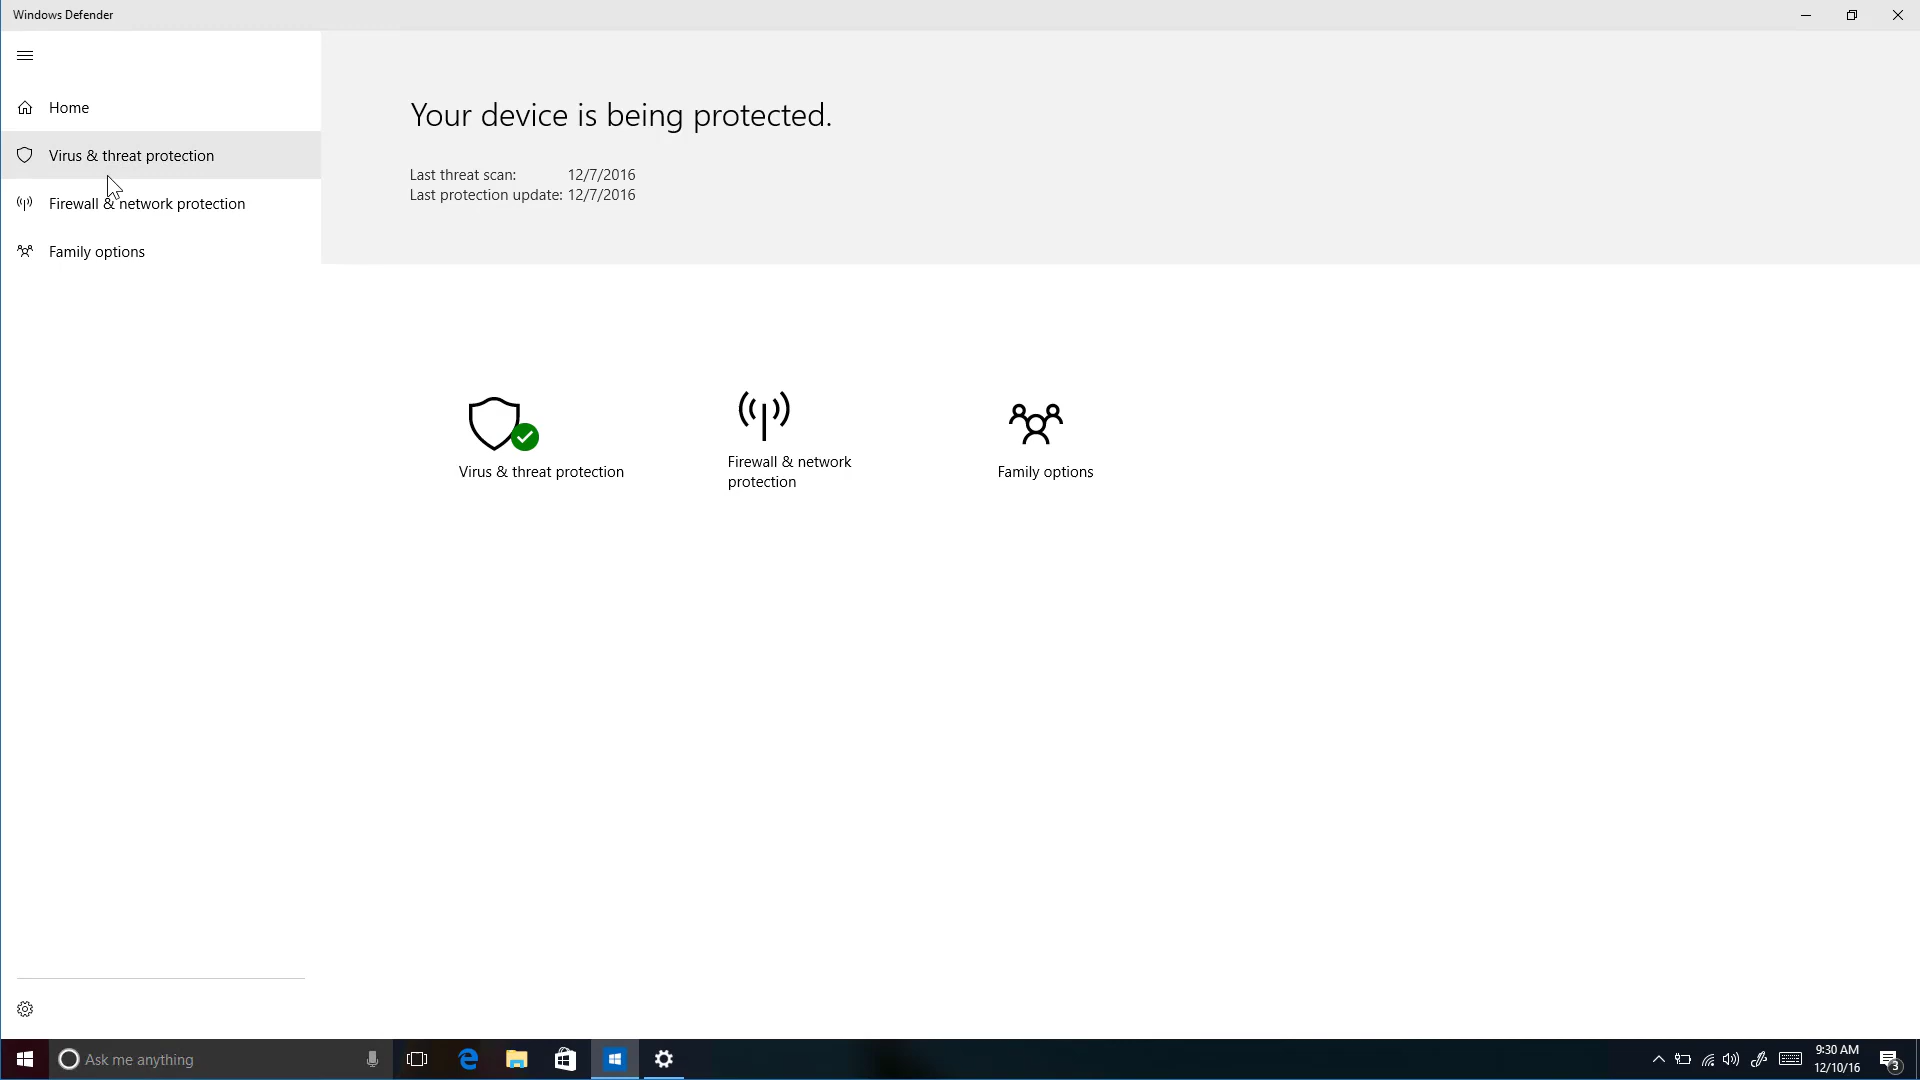 Windows Defender
Home
Virus & threat protection
Firewall & network protection
Family options
Your device is being protected.
Last threat scan: 12/7/2016
Last protection update: 12/7/2016
Virus & threat protection
Firewall & network
protection
Family options
Ask me anything
9:30 AM
12/10/16
3